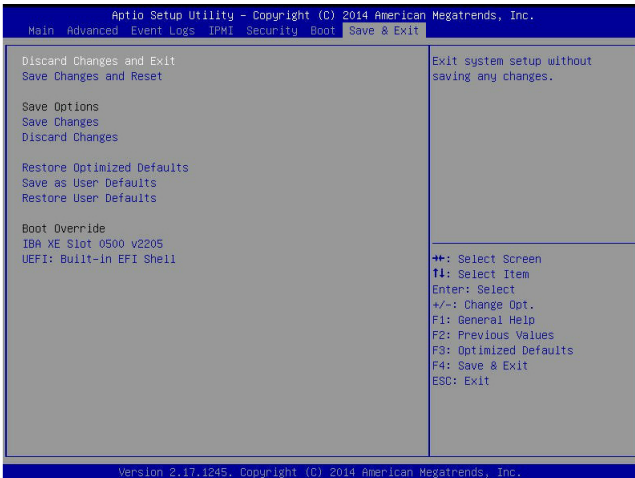 Aptio Setup Utility – Copyright (C) 2014 American Megatrends, Inc.
Main Advanced Event Logs IPMI Security Boot Save & Exit
Discard Changes and Exit
Save Changes and Reset
Save Options
Save Changes
Discard Changes
Restore Optimized Defaults
Save as User Defaults
Restore User Defaults
Boot Override
IBA XE Slot 0500 v2205
UEFI: Built-in EFI Shell
Exit system setup without
saving any changes.
→←: Select Screen
↑↓: Select Item
Enter: Select
+/-: Change Opt.
F1: General Help
F2: Previous Values
F3: Optimized Defaults
F4: Save & Exit
ESC: Exit
Version 2.17.1245. Copyright (C) 2014 American Megatrends, Inc.